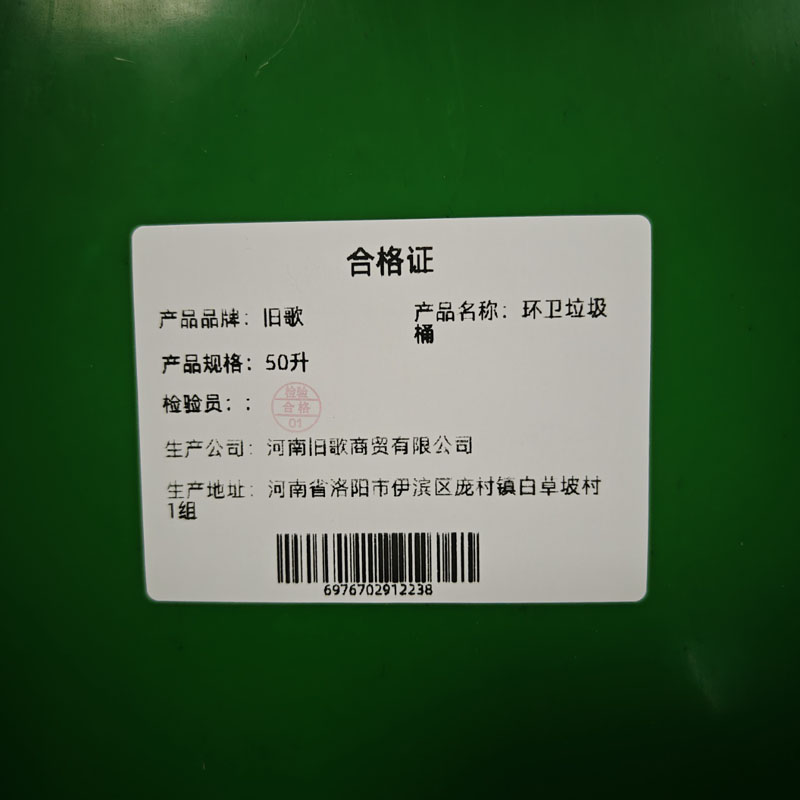 合格证
产品品牌：旧歌
产品名称：环卫垃圾
桶
产品规格：50升
检验员：：
检验
合格
01
生产公司：河南旧歌商贸有限公司
生产地址：河南省洛阳市伊滨区庞村镇白草坡村
1组
6976702912238